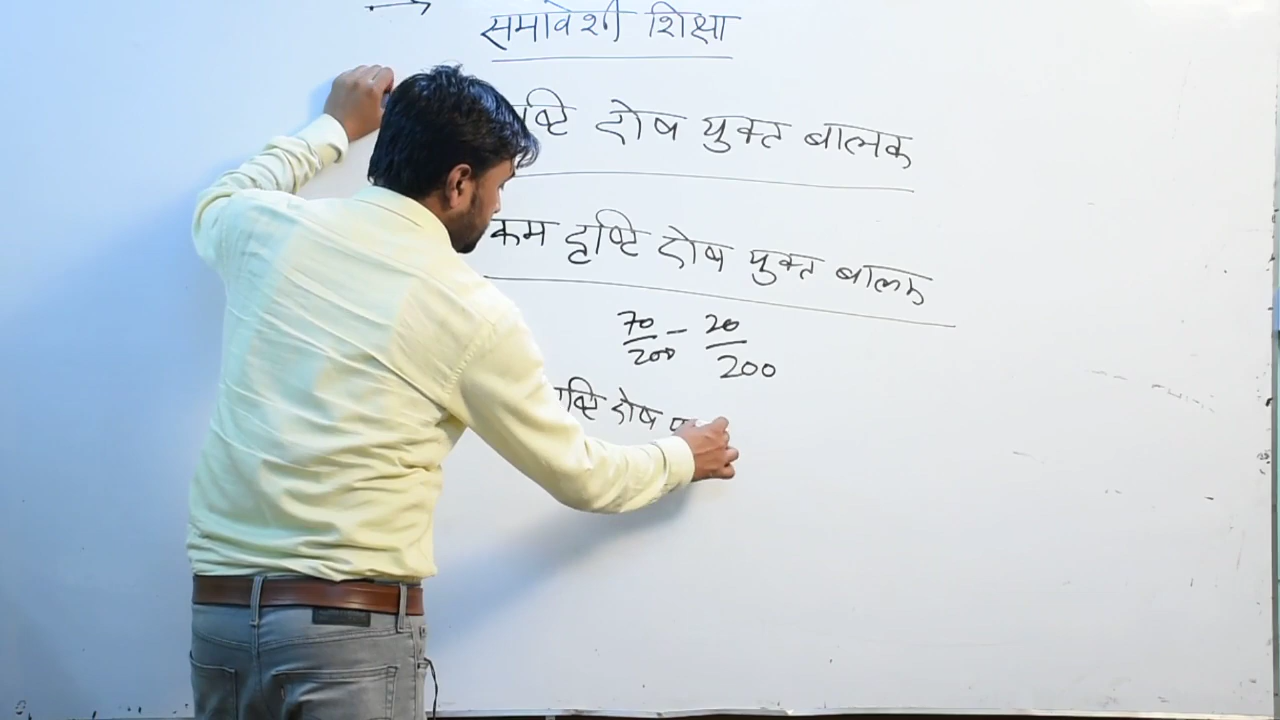 समावेशी शिक्षा
दोष युक्त बालक
कम दृष्टि दोष युक्त बालक
70/200 - 20/200
दोष